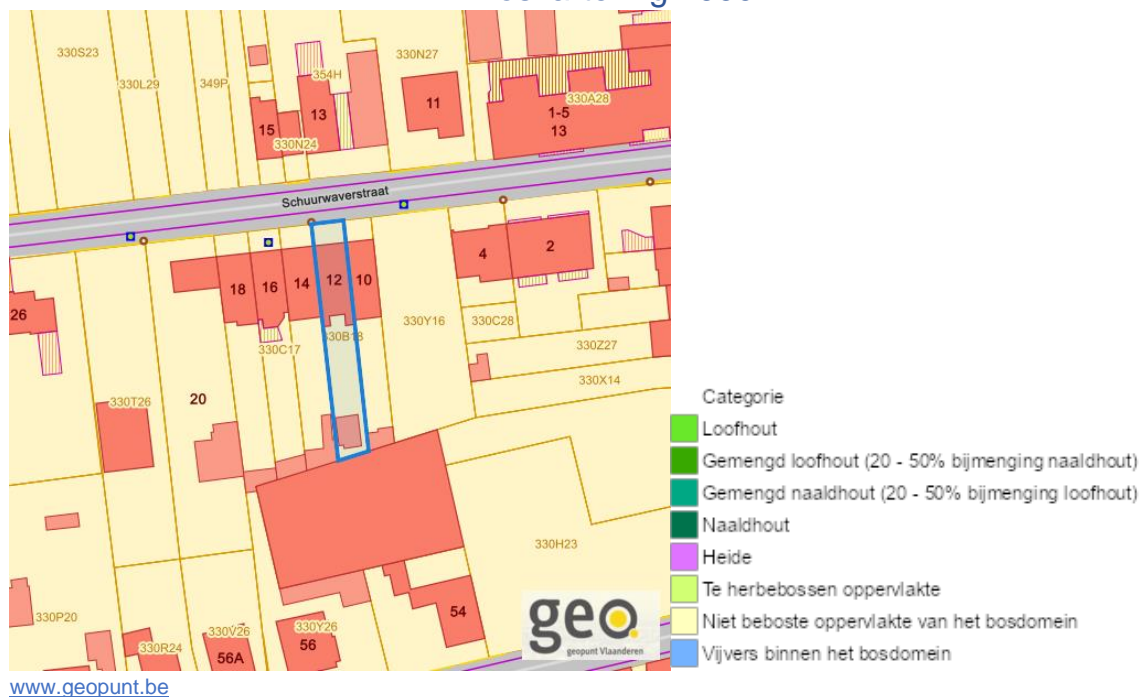 330S23
330L29
349P
354H
330N27
330A28
15
13
11
1-5
13
330N24
Schuurwaverstraat
18
16
14
12
10
4
2
26
330B18
330C17
330Y16
330C28
330Z27
330X14
330T26
20
330H23
330P20
330R24
330V26
330Y26
56A
56
54
geo.
geopunt Vlaanderen
Categorie
Loofhout
Gemengd loofhout (20 - 50% bijmenging naaldhout)
Gemengd naaldhout (20 - 50% bijmenging loofhout)
Naaldhout
Heide
Te herbebossen oppervlakte
Niet beboste oppervlakte van het bosdomein
Vijvers binnen het bosdomein
www.geopunt.be